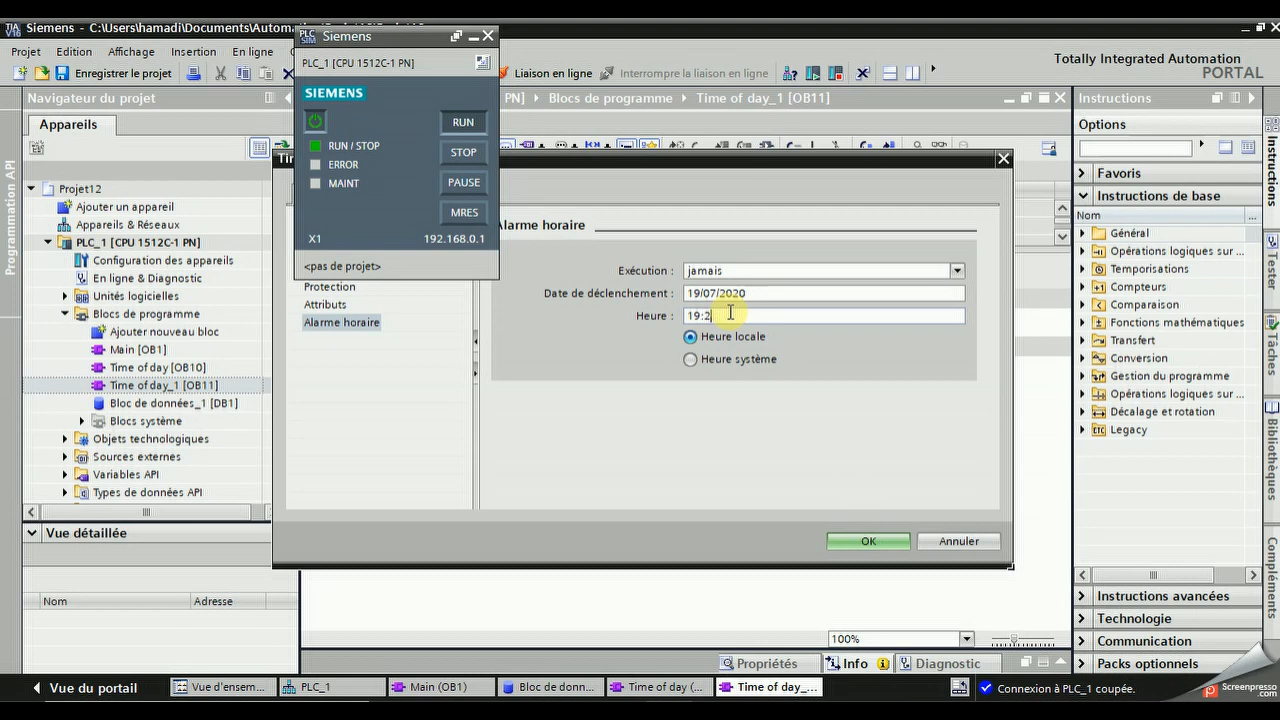 Siemens - C:\Users\hamadi\Documents\Autom
Siemens
Projet Edition Affichage Insertion En ligne
Enregistrer le projet
Liaison en ligne Interrompre la liaison en ligne
Totally Integrated Automation
PORTAL
PLC_1 [CPU 1512C-1 PN]
SIEMENS
RUN
RUN / STOP
STOP
ERROR
MAINT
PAUSE
MRES
X1 192.168.0.1
<pas de projet>
Navigateur du projet
PN] Blocs de programme Time of day_1 [OB11]
Instructions
Appareils
Options
Programmation API
Projet12
Ajouter un appareil
Appareils & Réseaux
PLC_1 [CPU 1512C-1 PN]
Configuration des appareils
En ligne & Diagnostic
Unités logicielles
Blocs de programme
Ajouter nouveau bloc
Main [OB1]
Time of day [OB10]
Time of day_1 [OB11]
Bloc de données_1 [DB1]
Blocs système
Objets technologiques
Sources externes
Variables API
Types de données API
Vue détaillée
Nom Adresse
Protection
Attributs
Alarme horaire
Alarme horaire
Exécution : jamais
Date de déclenchement : 19/07/2020
Heure : 19:2
Heure locale
Heure système
OK Annuler
Favoris
Instructions de base
Nom ...
Général
Opérations logiques sur ...
Temporisations
Compteurs
Comparaison
Fonctions mathématiques
Transfert
Conversion
Gestion du programme
Opérations logiques sur ...
Décalage et rotation
Legacy
Instructions avancées
Technologie
Communication
Packs optionnels
Instructions
Tester
Tâches
Bibliothèques
Compléments
100%
Propriétés Info Diagnostic
Vue du portail Vue d'ensem... PLC_1 Main (OB1) Bloc de donn... Time of day (... Time of day_... Connexion à PLC_1 coupée.
Screenpresso
.com